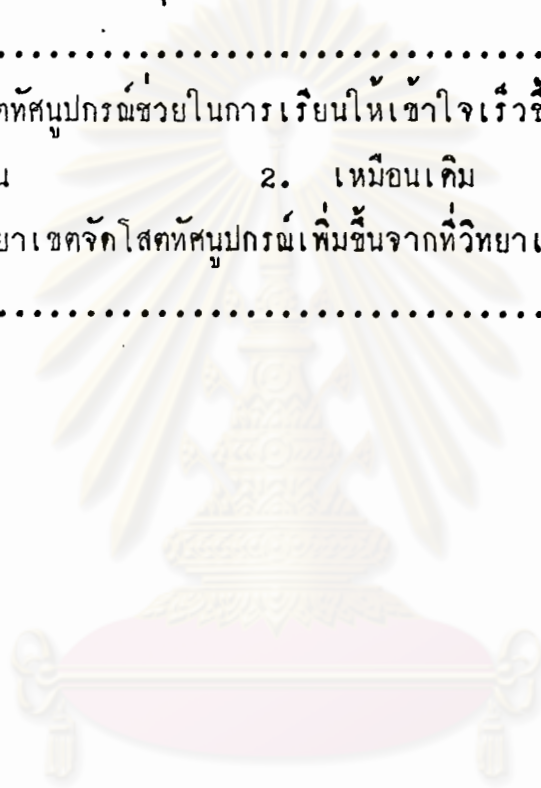 ..................................
ตทัศนูปกรณ์ช่วยในการเรียนให้เข้าใจเร็วขึ้
น 2. เหมือนเดิม
ยาเขตจัดโสตทัศนูปกรณ์เพิ่มขึ้นจากที่วิทยาเ
..................................